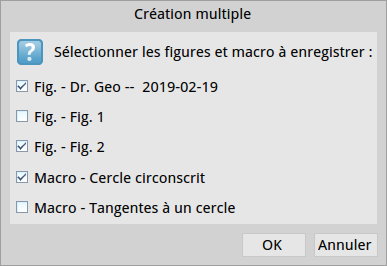 Création multiple
Sélectionner les figures et macro à enregistrer :
Fig. - Dr. Geo -- 2019-02-19
Fig. - Fig. 1
Fig. - Fig. 2
Macro - Cercle circonscrit
Macro - Tangentes à un cercle
OK Annuler